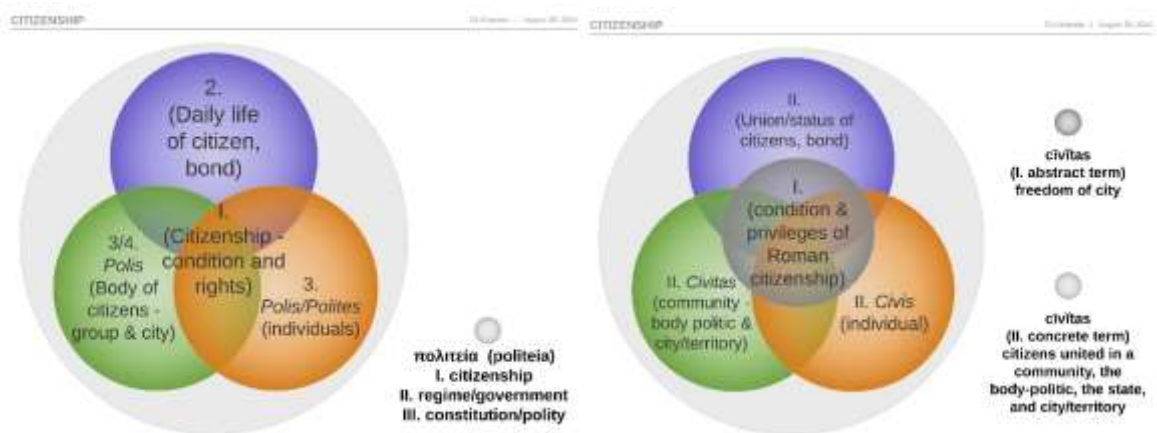 CITIZENSHIP
2.
(Daily life
of citizen,
bond)
I.
(Citizenship -
condition and
rights)
3/4.
Polis
(Body of
citizens -
group & city)
3.
Polis/Polites
(individuals)
πολιτεία (politeia)
I. citizenship
II. regime/government
III. constitution/polity
CITIZENSHIP
II.
(Union/status of
citizens, bond)
I.
(condition &
privileges of
Roman
citizenship)
II. Civitas
(community -
body politic &
city/territory)
II. Civis
(individual)
cīvĭtas
(I. abstract term)
freedom of city
cīvĭtas
(II. concrete term)
citizens united in a
community, the
body-politic, the state,
and city/territory